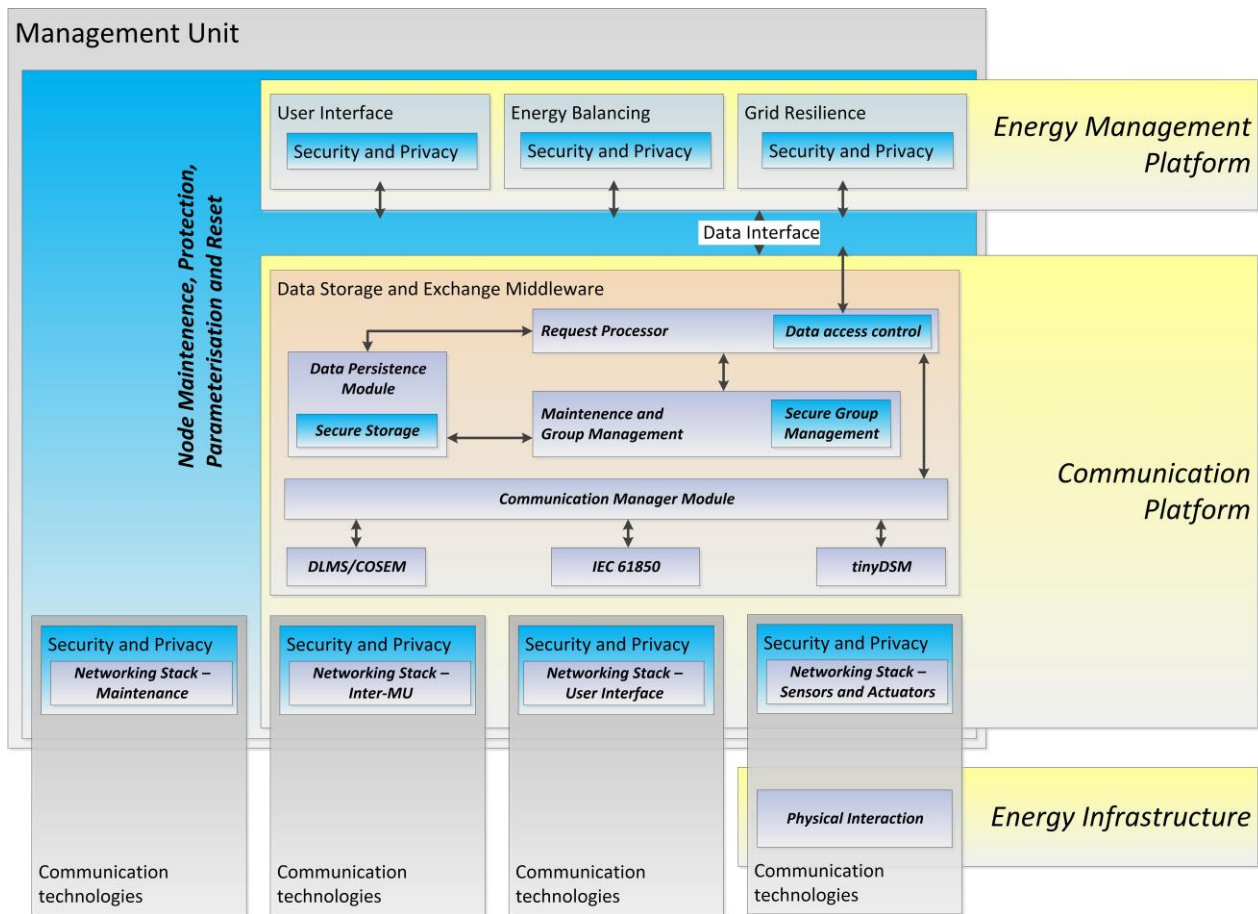 Management Unit
User Interface
Security and Privacy
Energy Balancing
Security and Privacy
Grid Resilience
Security and Privacy
Energy Management
Platform
Node Maintenence, Protection,
Parameterisation and Reset
Data Interface
Data Storage and Exchange Middleware
Request Processor
Data access control
Data Persistence
Module
Secure Storage
Maintenence and
Group Management
Secure Group
Management
Communication
Platform
Communication Manager Module
DLMS/COSEM
IEC 61850
tinyDSM
Security and Privacy
Networking Stack –
Maintenance
Security and Privacy
Networking Stack –
Inter-MU
Security and Privacy
Networking Stack –
User Interface
Security and Privacy
Networking Stack –
Sensors and Actuators
Physical Interaction
Energy Infrastructure
Communication
technologies
Communication
technologies
Communication
technologies
Communication
technologies